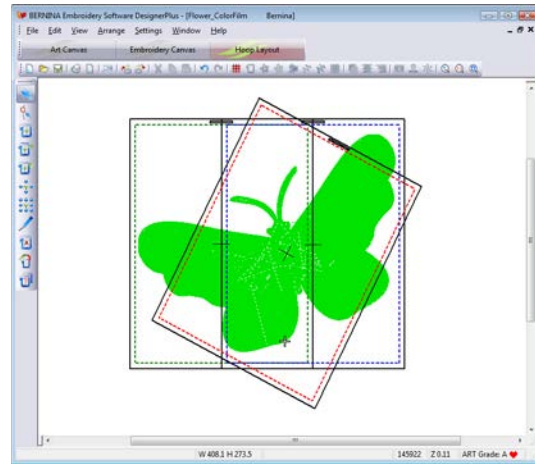 BERNINA Embroidery Software DesignerPlus - [Flower_ColorFilm Bernina]
File Edit View Arrange Settings Window Help
Art Canvas Embroidery Canvas Hoop Layout
W 408.1 H 273.5 145922 Z 0.11 ART Grade: A